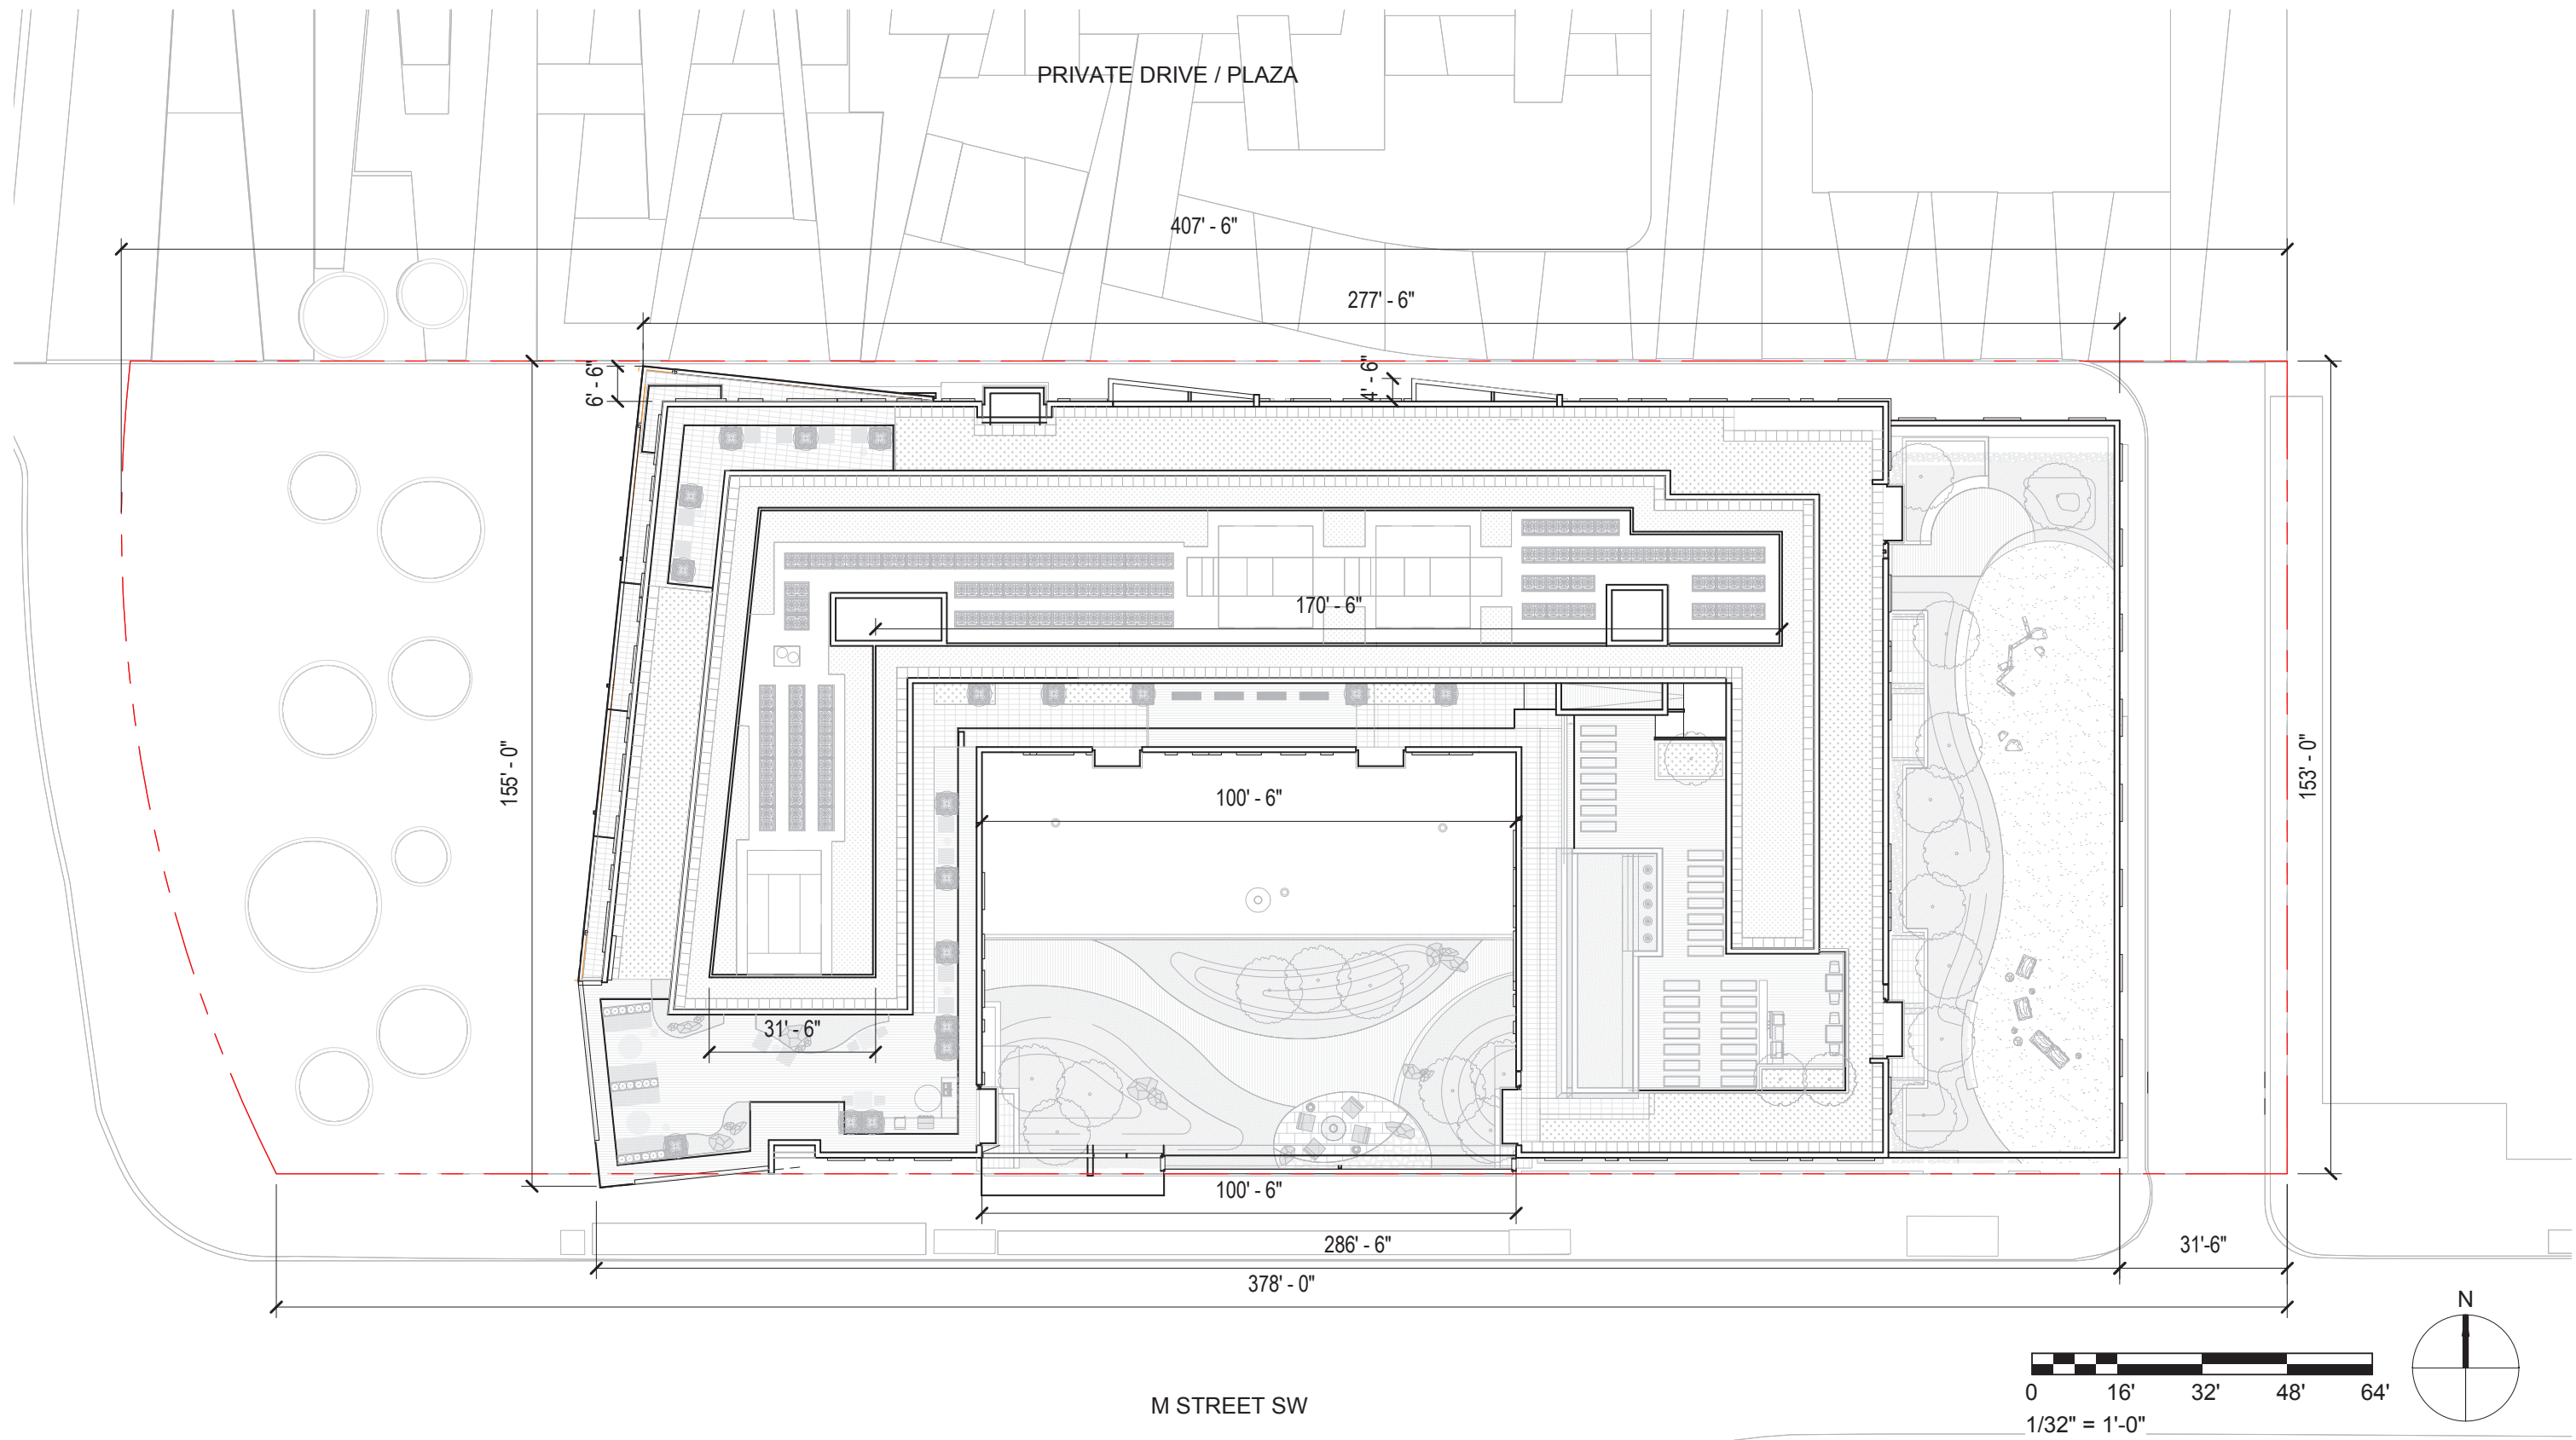 PRIVATE DRIVE / PLAZA
407' - 6"
277' - 6"
6' - 6"
4' - 6"
170' - 6"
155' - 0"
153' - 0"
100' - 6"
31' - 6"
100' - 6"
286' - 6"
31'-6"
378' - 0"
N
0 16' 32' 48' 64'
1/32" = 1'-0"
M STREET SW